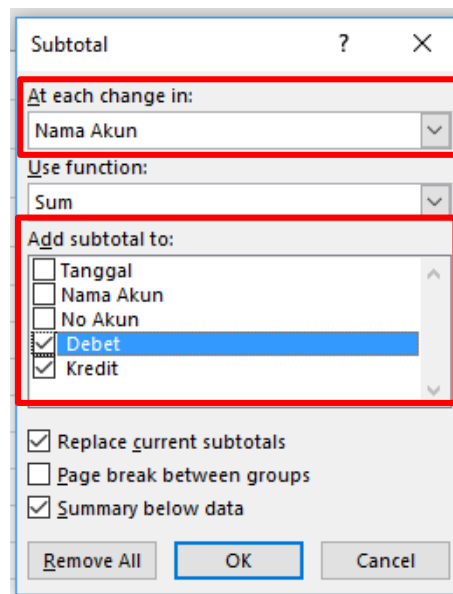 Subtotal ? ×
At each change in:
Nama Akun
Use function:
Sum
Add subtotal to:
Tanggal
Nama Akun
No Akun
Debet
Kredit
Replace current subtotals
Page break between groups
Summary below data
Remove All OK Cancel